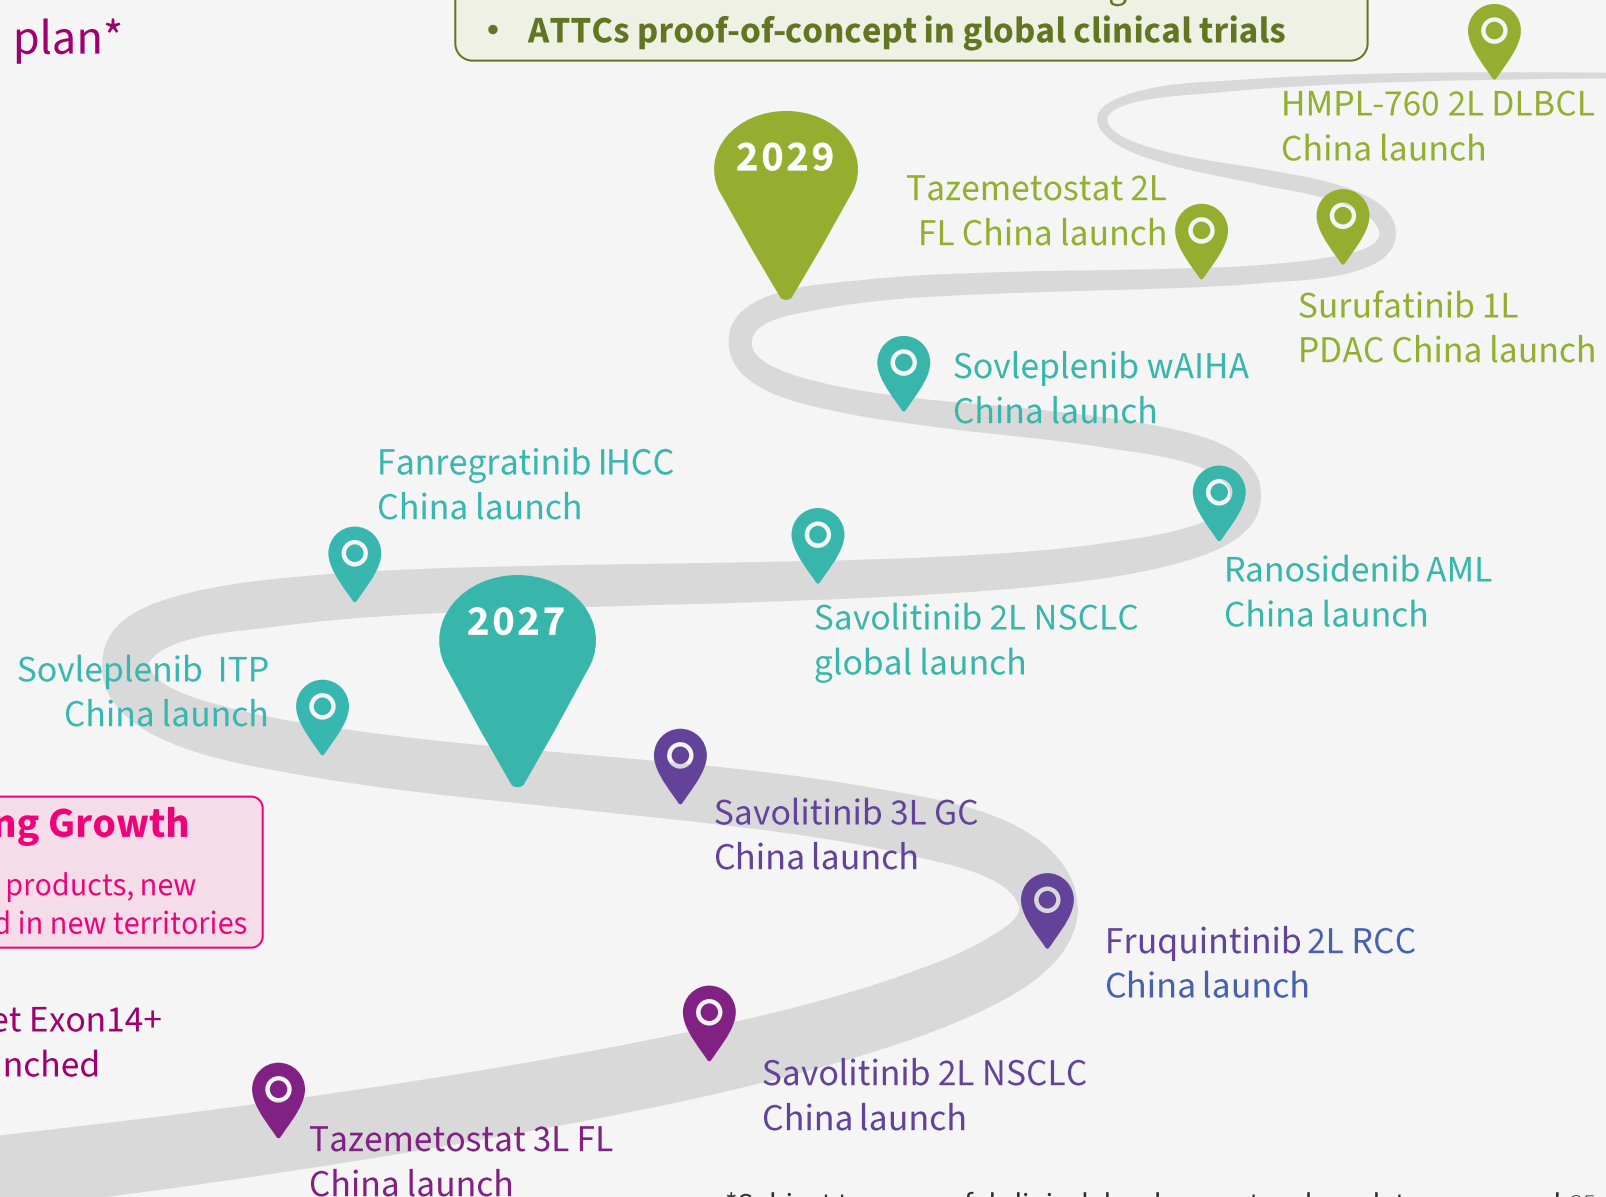 plan*
• ATTCs proof-of-concept in global clinical trials
HMPL-760 2L DLBCL
China launch
2029
Tazemetostat 2L
FL China launch
Surufatinib 1L
PDAC China launch
Sovleplenib wAIHA
China launch
Fanregratinib IHCC
China launch
Ranosidenib AML
China launch
2027
Savolitinib 2L NSCLC
global launch
Sovleplenib ITP
China launch
Savolitinib 3L GC
China launch
ng Growth
products, new
d in new territories
Fruquintinib 2L RCC
China launch
et Exon14+
nched
Savolitinib 2L NSCLC
China launch
Tazemetostat 3L FL
China launch